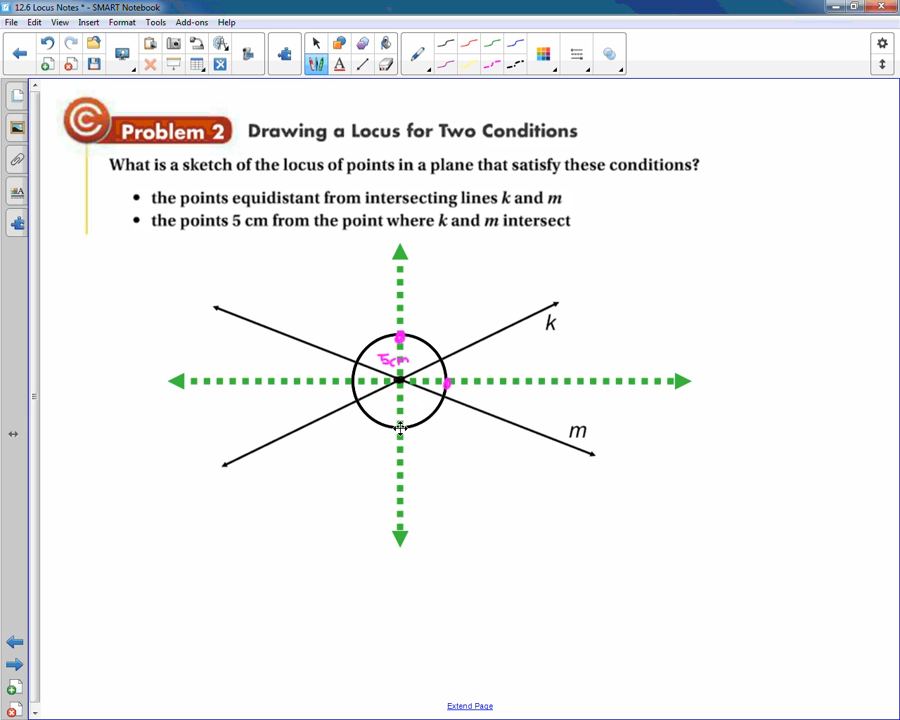 12.6 Locus Notes * - SMART Notebook
File Edit View Insert Format Tools Add-ons Help
C Problem 2 Drawing a Locus for Two Conditions
What is a sketch of the locus of points in a plane that satisfy these conditions?
• the points equidistant from intersecting lines k and m
• the points 5 cm from the point where k and m intersect
k
5cm
m
Extend Page